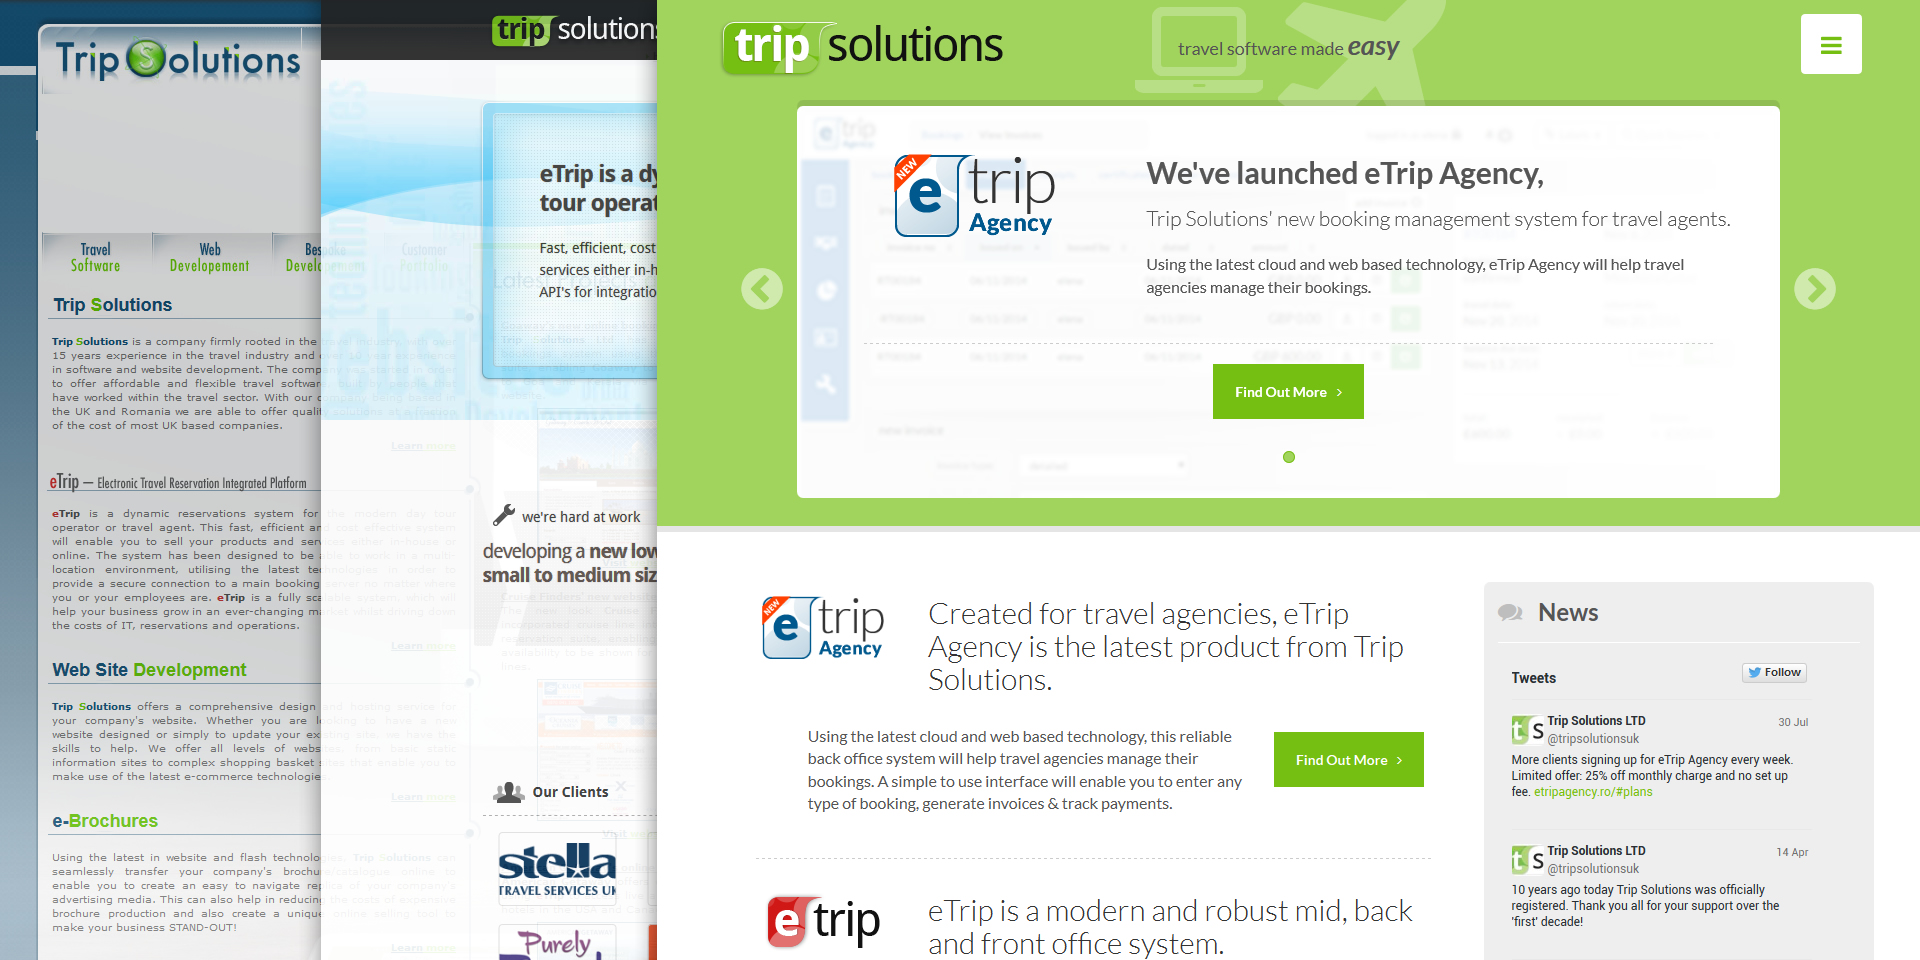 Trip Solutions
Travel
Software
Web
Developement
Bespokе
Developement
Customer
Portfolio
Trip Solutions
Trip Solutions is a company firmly rooted in the travel industry with over
15 years experience in the travel industry and over 10 year experience
in software and website development. The company was started in order
to offer affordable and flexible travel software built by people that
have worked within the travel sector. With our company being based in
the UK and Romania we are able to offer quality solutions at a fraction
of the cost of most UK based companies.
Learn more
eTrip — Electronic Travel Reservation Integrated Platform
eTrip is a dynamic reservations system for the modern day tour
operator or travel agent. This fast, efficient and cost effective system
will enable you to sell your products and services either in-house or
online. The system has been designed to be able to work in a multi
location environment, utilising the latest technologies in order to
provide a secure connection to a main booking server no matter where
you or your employees are. eTrip is a fully scalable system, which will
help your business grow in an ever-changing market whilst driving down
the costs of IT, reservations and operations.
Learn more
Web Site Development
Trip Solutions offers a comprehensive design and hosting service for
your company's website. Whether you are looking to have a new
website designed or simply to update your existing site, we have the
skills to help. We offer all levels of websites, from basic static
information sites to complex shopping basket sites that enable you to
make use of the latest e-commerce technologies.
Learn more
e-Brochures
Using the latest in website and flash technologies, Trip Solutions can
seamlessly transfer your company's brochure/catalogue online to
enable you to create an easy to navigate replica of your company's
advertising media. This can also help in reducing the costs of expensive
brochure production and also create a unique online selling tool to
make your business STAND-OUT!
Learn more
trip solutions
eTrip is a dy
tour operat
Fast, efficient, cost
services either in-h
API's for integratio
Latest Projects
we're hard at work
developing a new low
small to medium siz
Our Clients
stella
TRAVEL SERVICES UK
Purely
trip solutions
travel software made easy
NEW
e trip
Agency
We've launched eTrip Agency,
Trip Solutions' new booking management system for travel agents.
Using the latest cloud and web based technology, eTrip Agency will help travel
agencies manage their bookings.
Find Out More
NEW
e trip
Agency
Created for travel agencies, eTrip
Agency is the latest product from Trip
Solutions.
Using the latest cloud and web based technology, this reliable
back office system will help travel agencies manage their
bookings. A simple to use interface will enable you to enter any
type of booking, generate invoices & track payments.
Find Out More
e trip
eTrip is a modern and robust mid, back
and front office system.
News
Tweets
Follow
ts
Trip Solutions LTD
30 Jul
@tripsolutionsuk
More clients signing up for eTrip Agency every week.
Limited offer: 25% off monthly charge and no set up
fee. etripagency.ro/#plans
ts
Trip Solutions LTD
14 Apr
@tripsolutionsuk
10 years ago today Trip Solutions was officially
registered. Thank you all for your support over the
'first' decade!